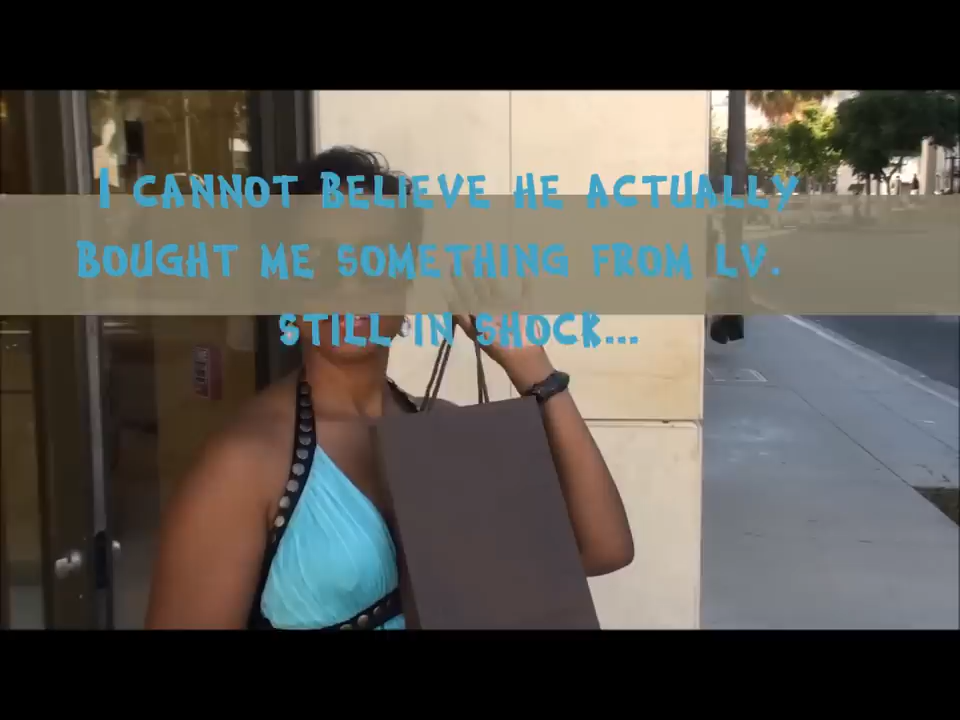 I CANNOT BELIEVE HE ACTUALLY
BOUGHT ME SOMETHING FROM LV.
STILL IN SHOCK...